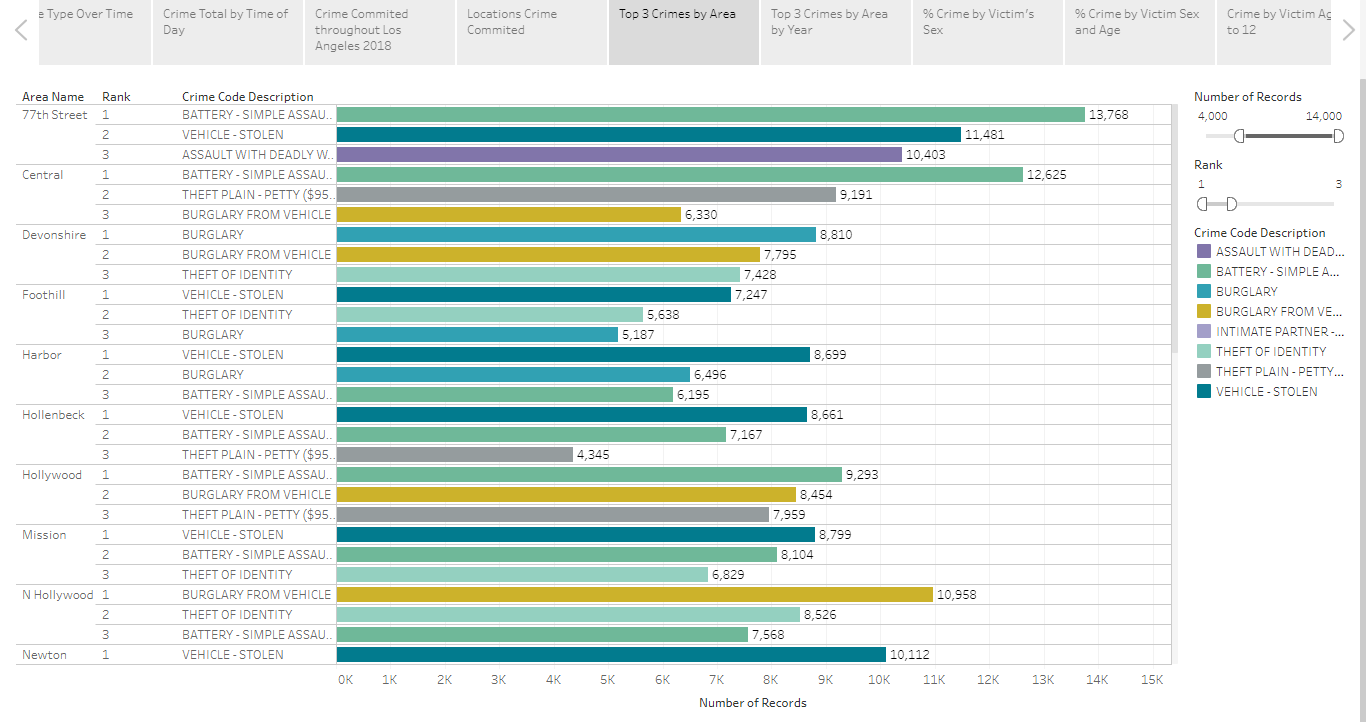 e Type Over Time
Crime Total by Time of
Day
Crime Commited
throughout Los
Angeles 2018
Locations Crime
Commited
Top 3 Crimes by Area
Top 3 Crimes by Area
by Year
% Crime by Victim's
Sex
% Crime by Victim Sex
and Age
Crime by Victim Ag
to 12
Area Name Rank Crime Code Description
77th Street 1 BATTERY - SIMPLE ASSAU.. 13,768
2 VEHICLE - STOLEN 11,481
3 ASSAULT WITH DEADLY W.. 10,403
Central 1 BATTERY - SIMPLE ASSAU.. 12,625
2 THEFT PLAIN - PETTY ($95.. 9,191
3 BURGLARY FROM VEHICLE 6,330
Devonshire 1 BURGLARY 8,810
2 BURGLARY FROM VEHICLE 7,795
3 THEFT OF IDENTITY 7,428
Foothill 1 VEHICLE - STOLEN 7,247
2 THEFT OF IDENTITY 5,638
3 BURGLARY 5,187
Harbor 1 VEHICLE - STOLEN 8,699
2 BURGLARY 6,496
3 BATTERY - SIMPLE ASSAU.. 6,195
Hollenbeck 1 VEHICLE - STOLEN 8,661
2 BATTERY - SIMPLE ASSAU.. 7,167
3 THEFT PLAIN - PETTY ($95.. 4,345
Hollywood 1 BATTERY - SIMPLE ASSAU.. 9,293
2 BURGLARY FROM VEHICLE 8,454
3 THEFT PLAIN - PETTY ($95.. 7,959
Mission 1 VEHICLE - STOLEN 8,799
2 BATTERY - SIMPLE ASSAU.. 8,104
3 THEFT OF IDENTITY 6,829
N Hollywood 1 BURGLARY FROM VEHICLE 10,958
2 THEFT OF IDENTITY 8,526
3 BATTERY - SIMPLE ASSAU.. 7,568
Newton 1 VEHICLE - STOLEN 10,112
0K 1K 2K 3K 4K 5K 6K 7K 8K 9K 10K 11K 12K 13K 14K 15K
Number of Records
Number of Records
4,000 14,000
Rank
1 3
Crime Code Description
ASSAULT WITH DEAD...
BATTERY - SIMPLE A...
BURGLARY
BURGLARY FROM VE...
INTIMATE PARTNER -...
THEFT OF IDENTITY
THEFT PLAIN - PETTY...
VEHICLE - STOLEN